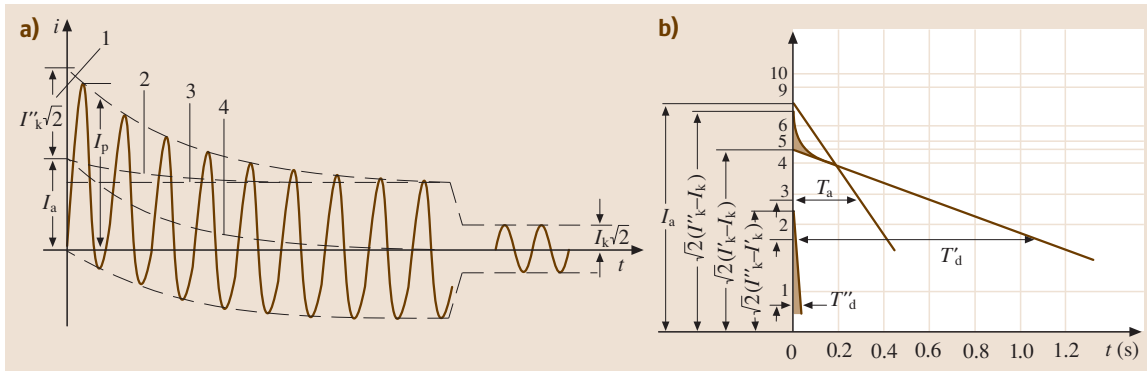 a)
i
1
2
3
4
I″k√2
Ip
Ia
Ik√2
t
b)
10
9
6
5
4
3
2
1
Ia
√2(I″k–Ik)
√2(I′k–Ik)
√2(I″k–I′k)
Ta
T′d
T″d
0 0.2 0.4 0.6 0.8 1.0 1.2 t (s)